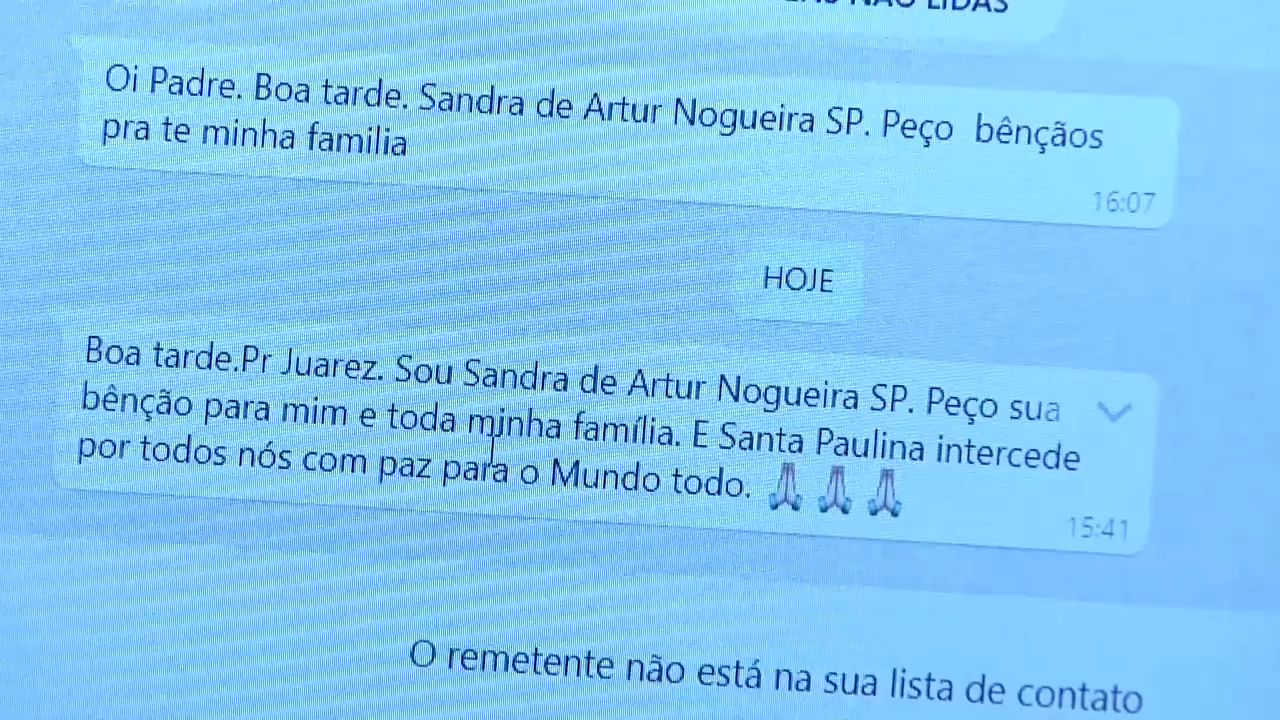 NÃO LIDAS
Oi Padre. Boa tarde. Sandra de Artur Nogueira SP. Peço bênçãos
pra te minha familia
16:07
HOJE
Boa tarde.Pr Juarez. Sou Sandra de Artur Nogueira SP. Peço sua
bênção para mim e toda minha família. E Santa Paulina intercede
por todos nós com paz para o Mundo todo. 🙏🙏🙏
15:41
O remetente não está na sua lista de contato